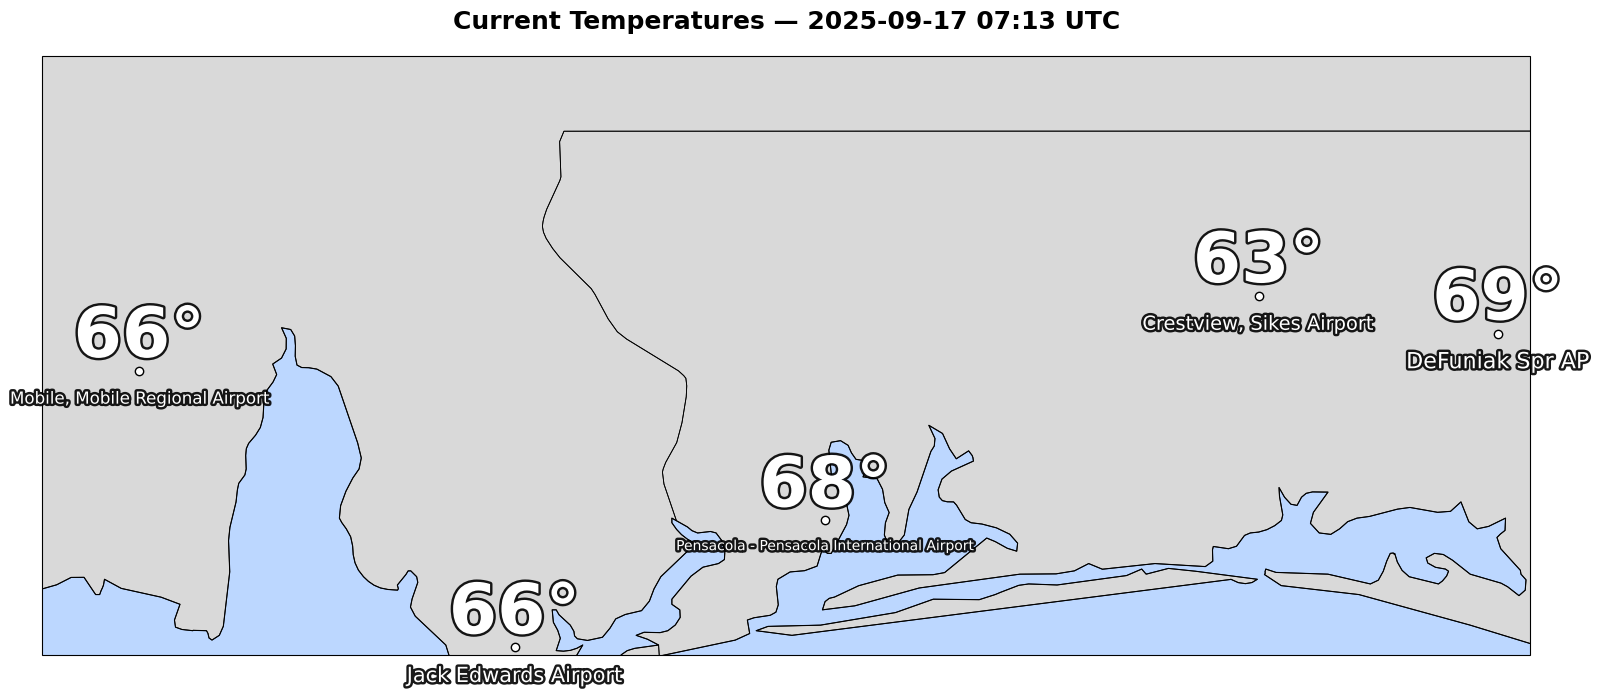 Current Temperatures — 2025-09-17 07:13 UTC
63°
Crestview, Sikes Airport
69°
DeFuniak Spr AP
66°
Mobile, Mobile Regional Airport
68°
Pensacola - Pensacola International Airport
66°
Jack Edwards Airport